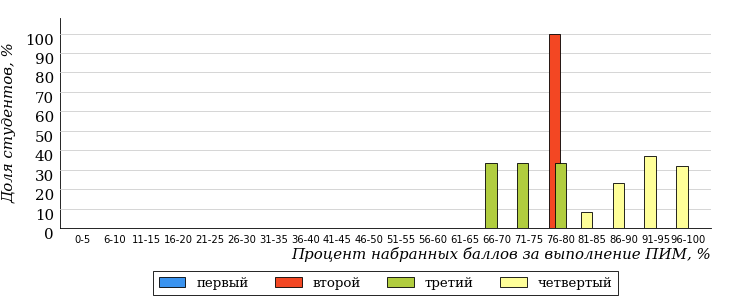 Доля студентов, %
100
90
80
70
60
50
40
30
20
10
0
0-5 6-10 11-15 16-20 21-25 26-30 31-35 36-40 41-45 46-50 51-55 56-60 61-65 66-70 71-75 76-80 81-85 86-90 91-95 96-100
Процент набранных баллов за выполнение ПИМ, %
первый второй третий четвертый